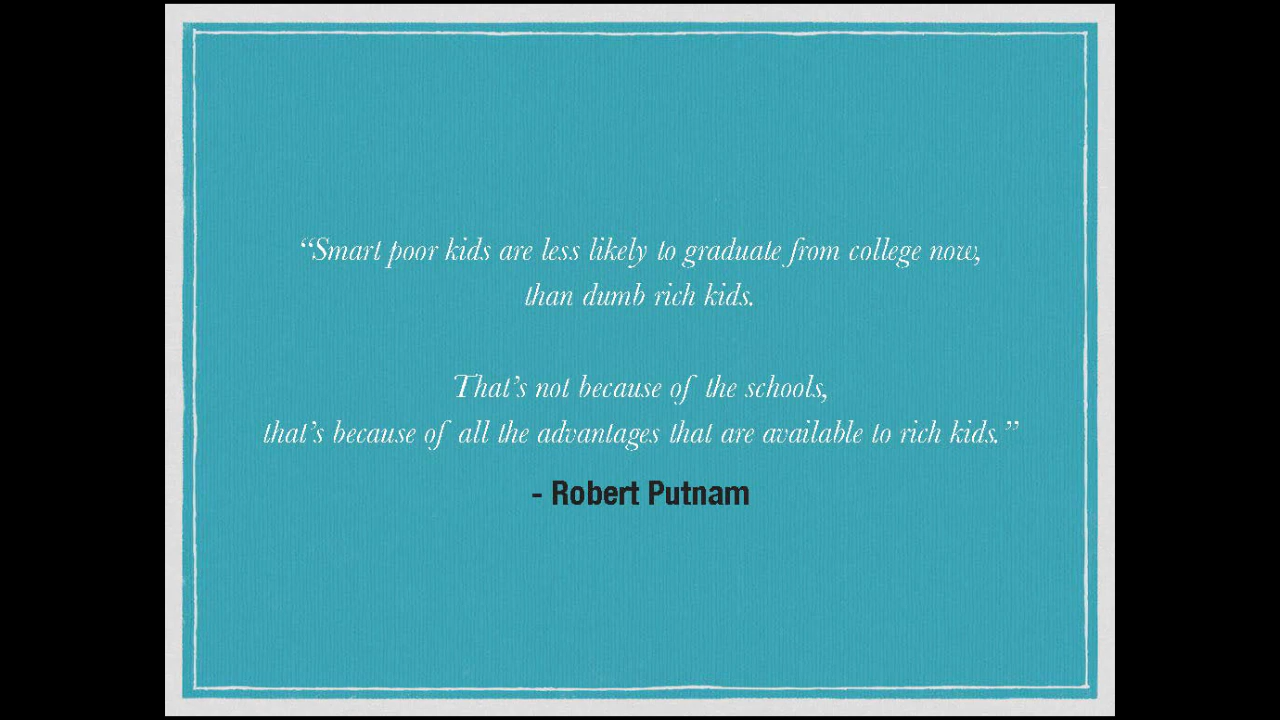 “Smart poor kids are less likely to graduate from college now,
than dumb rich kids.
That’s not because of the schools,
that’s because of all the advantages that are available to rich kids.”
- Robert Putnam